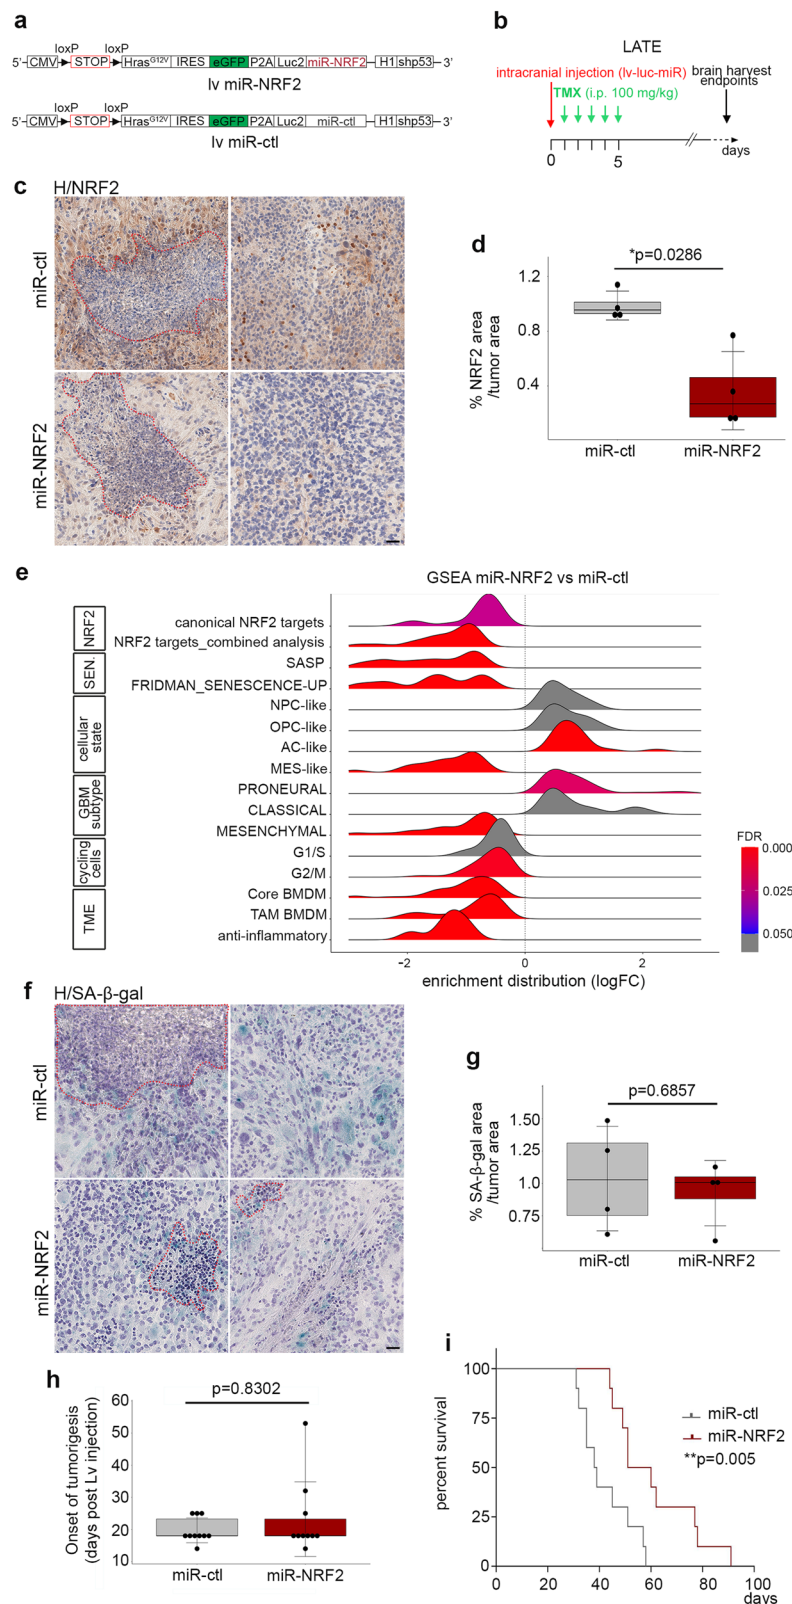 a
loxP loxP
5'- CMV STOP Hras^G12V IRES eGFP P2A Luc2 miR-NRF2 H1 shp53 - 3'
lv miR-NRF2
loxP loxP
5'- CMV STOP Hras^G12V IRES eGFP P2A Luc2 miR-ctl H1 shp53 - 3'
lv miR-ctl
b
LATE
intracranial injection (lv-luc-miR)
brain harvest
endpoints
TMX (i.p. 100 mg/kg)
0 5
days
c
H/NRF2
miR-ctl
miR-NRF2
d
*p=0.0286
% NRF2 area
/tumor area
1.2
0.8
0.4
miR-ctl miR-NRF2
e
GSEA miR-NRF2 vs miR-ctl
NRF2
SEN.
cellular
state
GBM
subtype
cycling
cells
TME
canonical NRF2 targets
NRF2 targets_combined analysis
SASP
FRIDMAN_SENESCENCE-UP
NPC-like
OPC-like
AC-like
MES-like
PRONEURAL
CLASSICAL
MESENCHYMAL
G1/S
G2/M
Core BMDM
TAM BMDM
anti-inflammatory
-2 0 2
enrichment distribution (logFC)
FDR
0.000
0.025
0.050
f
H/SA-β-gal
miR-ctl
miR-NRF2
g
p=0.6857
% SA-β-gal area
/tumor area
1.50
1.25
1.0
0.75
miR-ctl miR-NRF2
h
p=0.8302
Onset of tumorigesis
(days post Lv injection)
60
50
40
30
20
10
miR-ctl miR-NRF2
i
percent survival
100
75
50
25
0
miR-ctl
miR-NRF2
**p=0.005
0 20 40 60 80 100
days